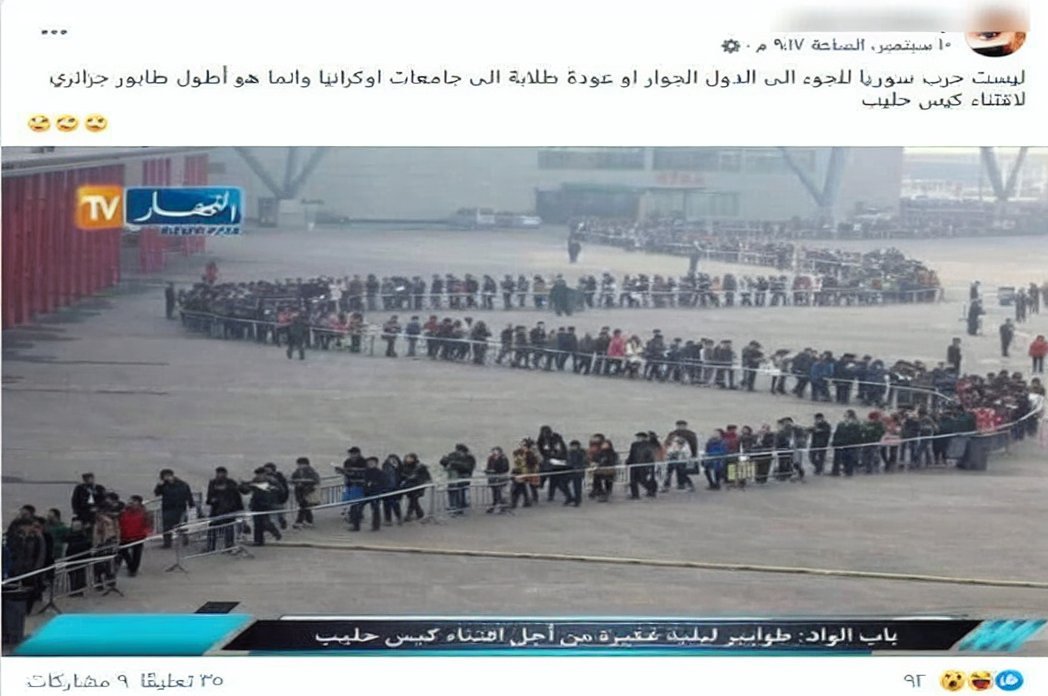 ١٠ سبتمبر، الساعة ٩:١٧ م ·
ليست حرب سوريا للجوء الى الدول الجوار او عودة طلابة الى جامعات اوكرانيا وانما هو أطول طابور جزائري
لاقتناء كيس حليب
النهار TV
باب الواد: طوابير ليلية غفيرة من أجل اقتناء كيس حليب
٩٢
٣٥ تعليقًا ٩ مشاركات